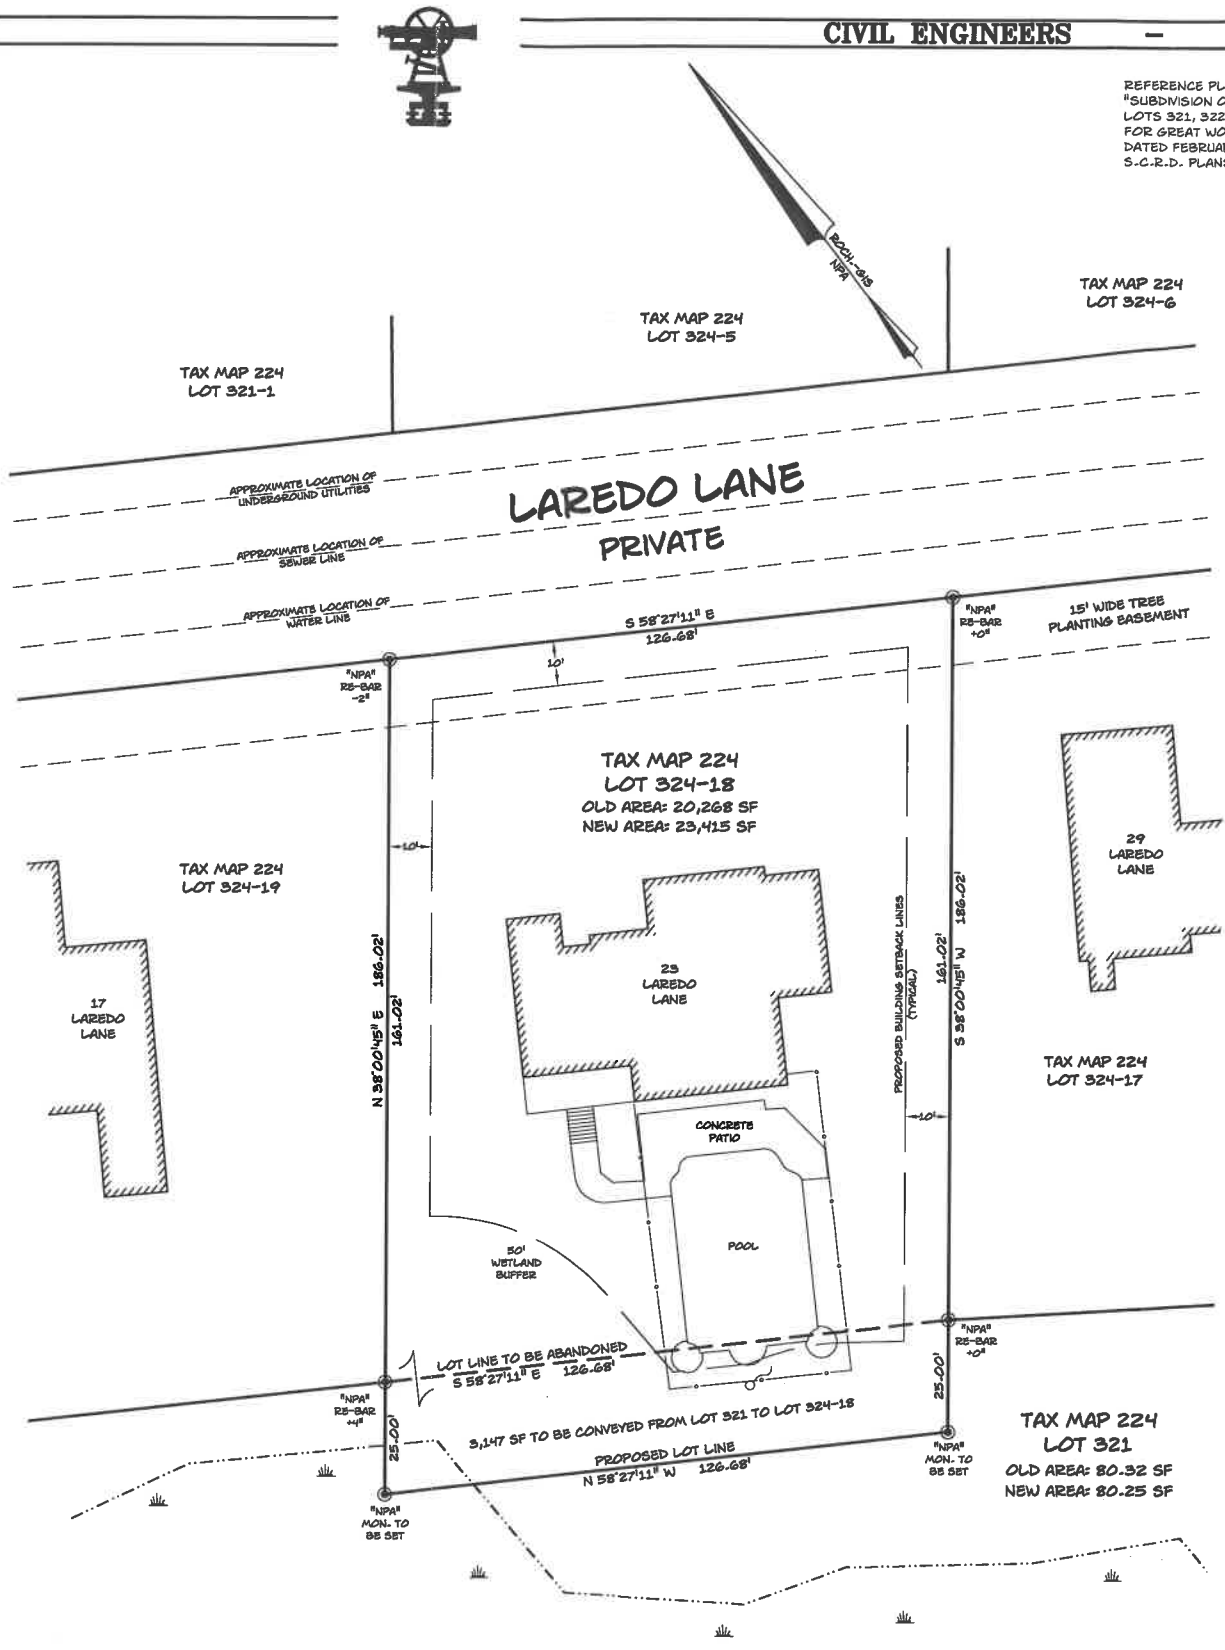 CIVIL ENGINEERS –
REFERENCE PL
"SUBDIVISION O
LOTS 321, 322
FOR GREAT WO
DATED FEBRUAR
S.C.R.D. PLAN
ROCH.-GIS
NPA
TAX MAP 224
LOT 324-6
TAX MAP 224
LOT 324-5
TAX MAP 224
LOT 321-1
APPROXIMATE LOCATION OF
UNDERGROUND UTILITIES
LAREDO LANE
PRIVATE
APPROXIMATE LOCATION OF
SEWER LINE
APPROXIMATE LOCATION OF
WATER LINE
S 58°27'11" E
126.68'
"NPA"
RE-BAR
+0"
15' WIDE TREE
PLANTING EASEMENT
"NPA"
RE-BAR
-2"
10'
TAX MAP 224
LOT 324-18
OLD AREA: 20,268 SF
NEW AREA: 23,415 SF
10'
TAX MAP 224
LOT 324-19
29
LAREDO
LANE
N 38°00'45" E 186.02'
161.02'
23
LAREDO
LANE
PROPOSED BUILDING SETBACK LINES
(TYPICAL)
161.02'
S 38°00'45" W 186.02'
17
LAREDO
LANE
TAX MAP 224
LOT 324-17
10'
CONCRETE
PATIO
POOL
50'
WETLAND
BUFFER
LOT LINE TO BE ABANDONED
S 58°27'11" E 126.68'
"NPA"
RE-BAR
+0"
"NPA"
RE-BAR
+4"
25.00'
25.00'
3,147 SF TO BE CONVEYED FROM LOT 321 TO LOT 324-18
PROPOSED LOT LINE
N 58°27'11" W 126.68'
"NPA"
MON. TO
BE SET
TAX MAP 224
LOT 321
OLD AREA: 80.32 SF
NEW AREA: 80.25 SF
"NPA"
MON. TO
BE SET